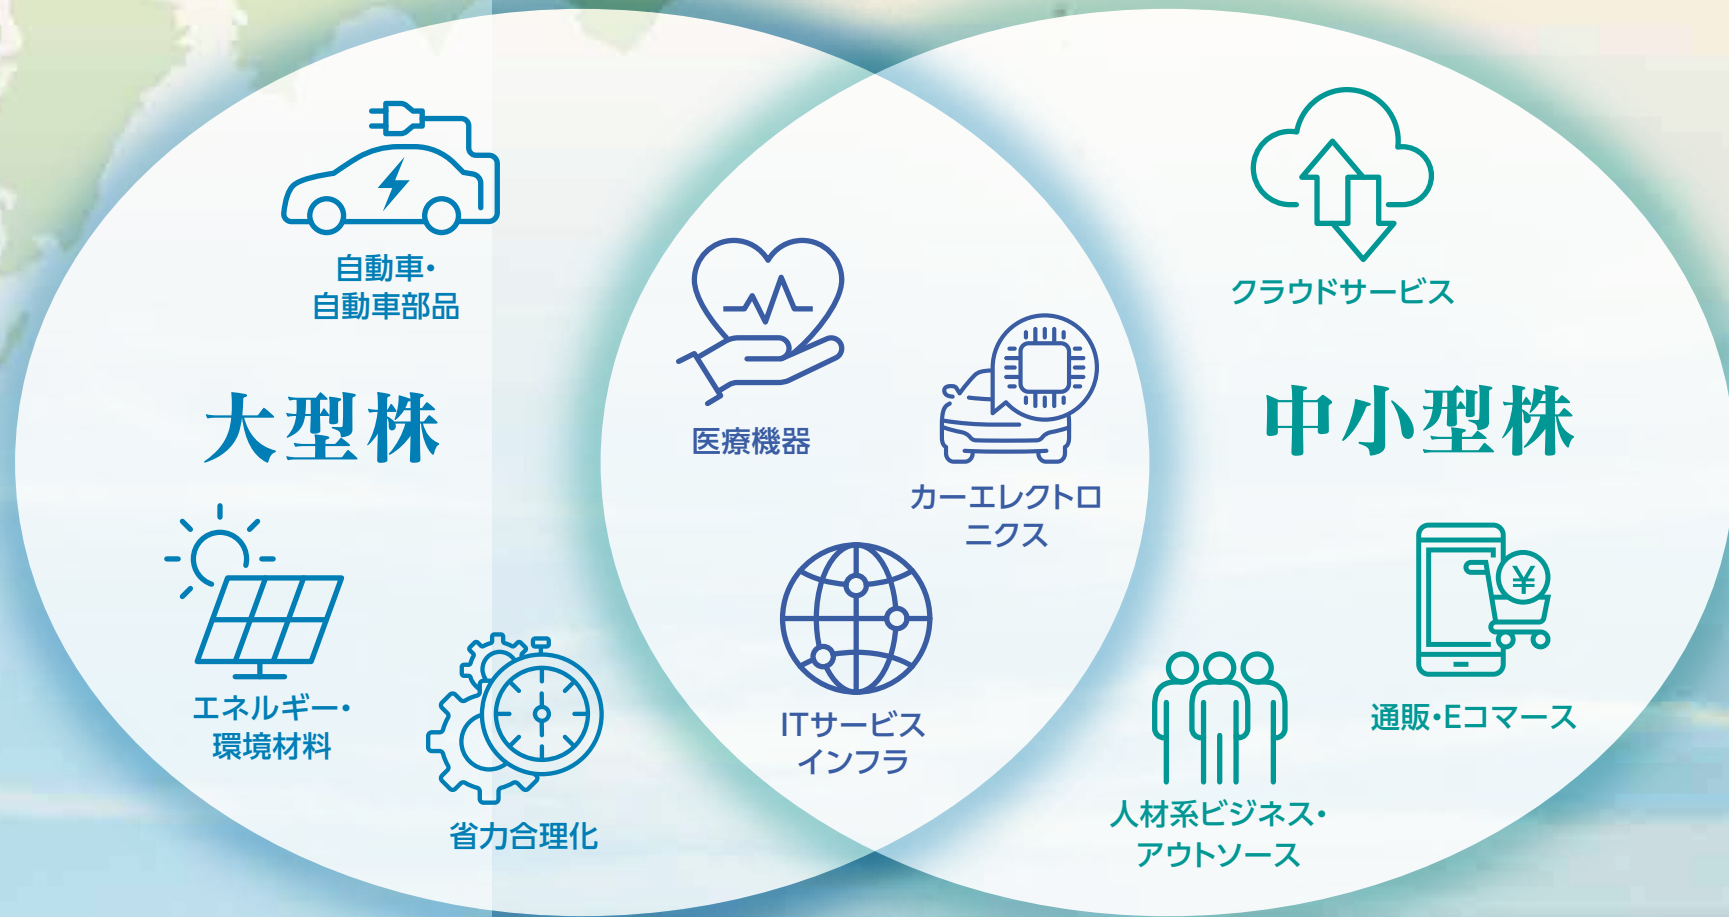 自動車・
自動車部品
大型株
エネルギー・
環境材料
省力合理化
医療機器
カーエレクトロ
ニクス
ITサービス
インフラ
クラウドサービス
中小型株
¥
通販・Eコマース
人材系ビジネス・
アウトソース